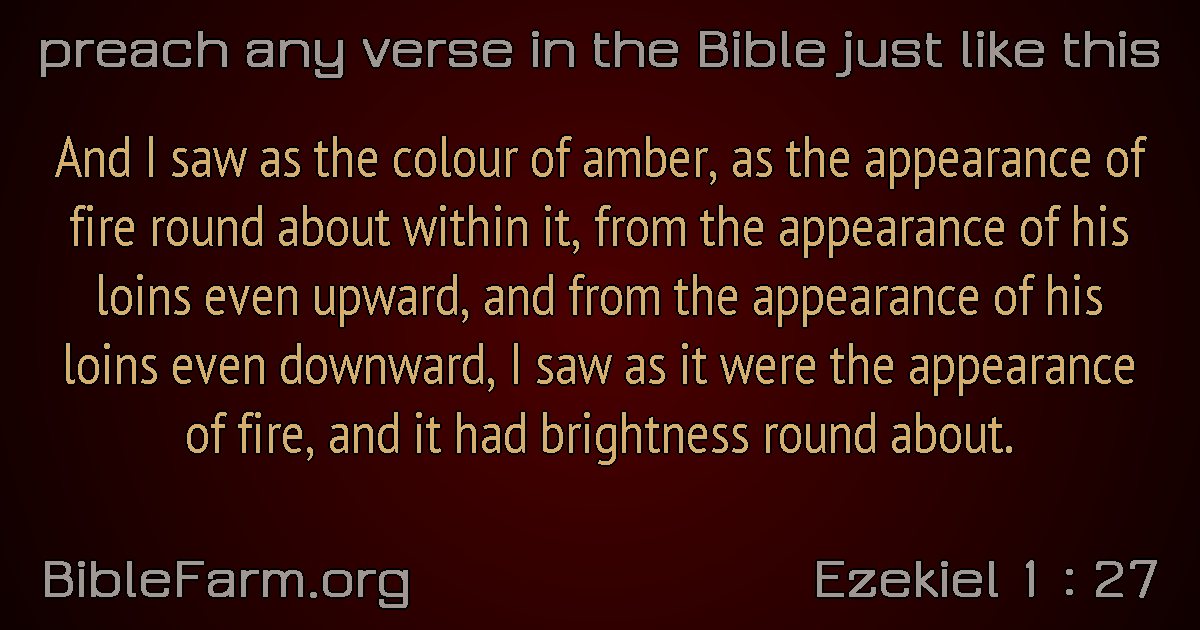 preach any verse in the Bible just like this
And I saw as the colour of amber, as the appearance of
fire round about within it, from the appearance of his
loins even upward, and from the appearance of his
loins even downward, I saw as it were the appearance
of fire, and it had brightness round about.
BibleFarm.org
Ezekiel 1 : 27